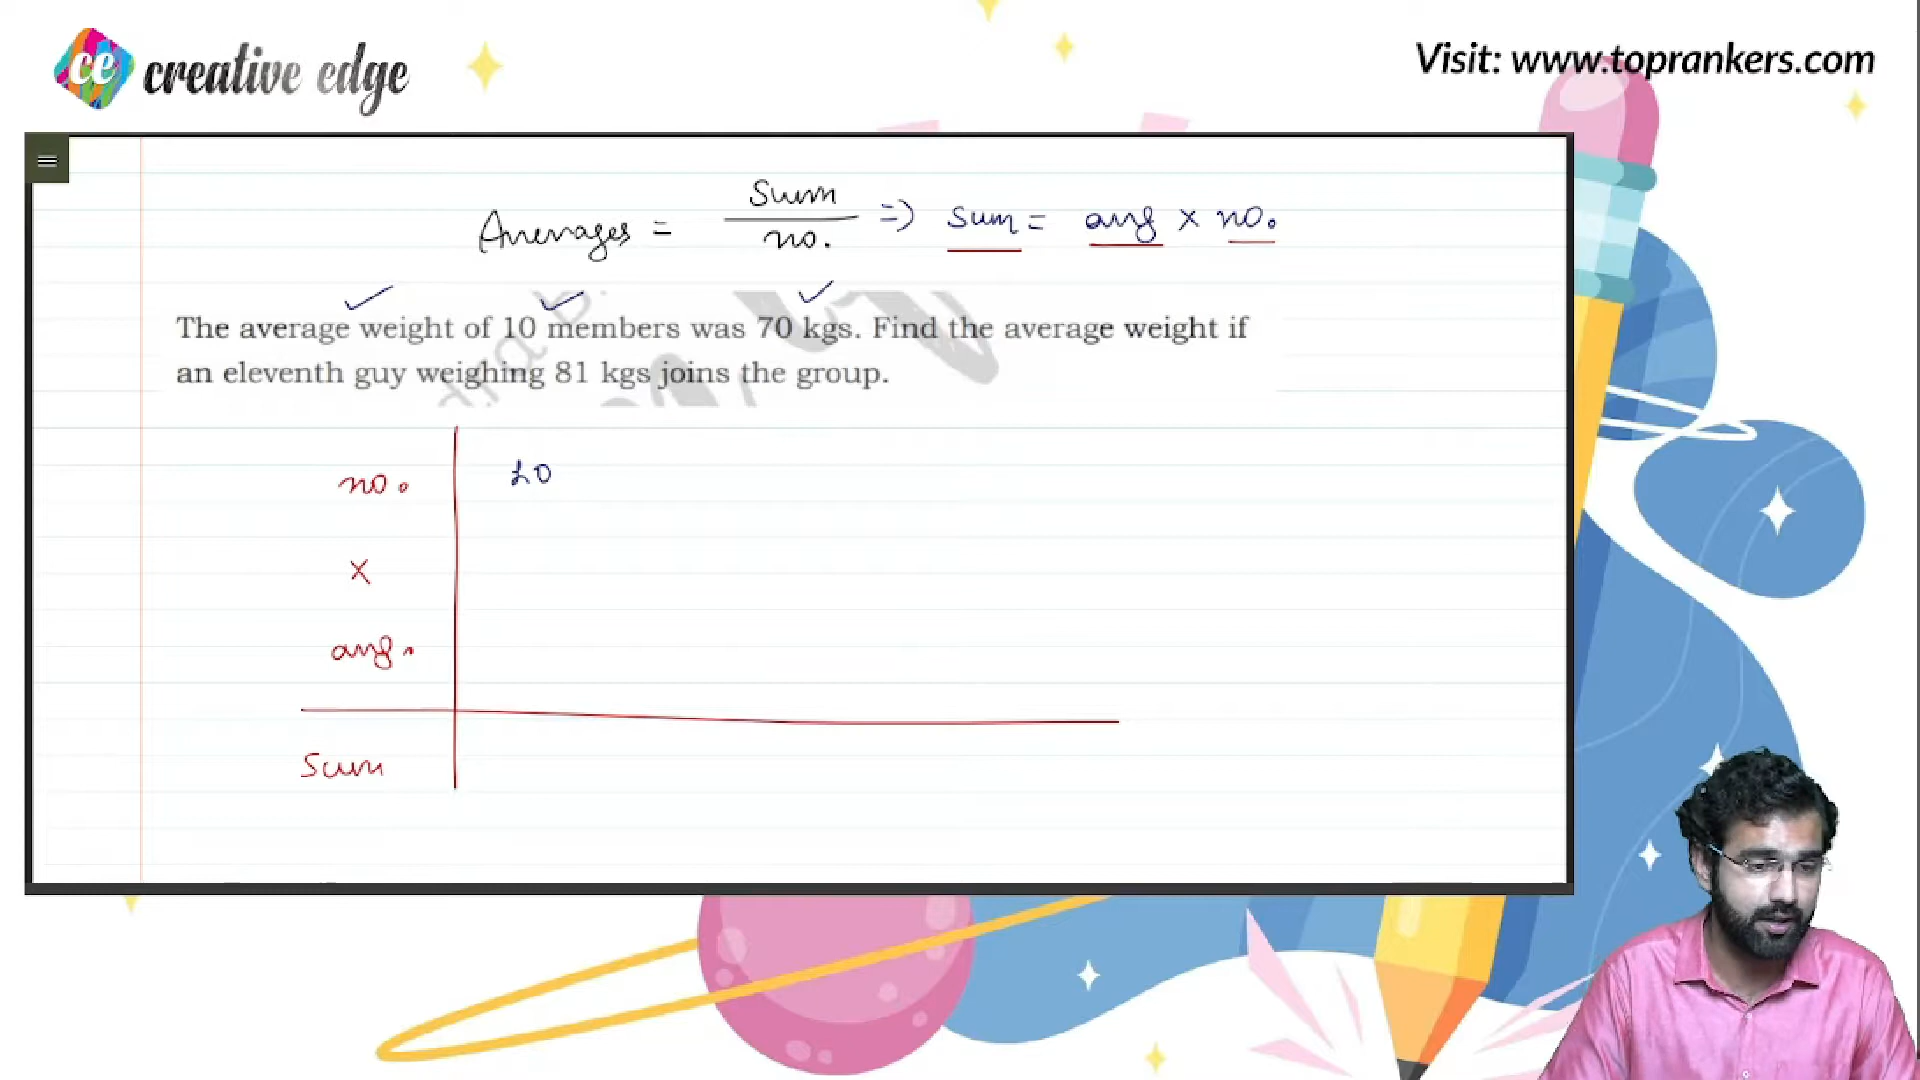 ce creative edge
Visit: www.toprankers.com
Averages = Sum / no. => Sum = avg × no.
The average weight of 10 members was 70 kgs. Find the average weight if
an eleventh guy weighing 81 kgs joins the group.
no. 10
×
avg.
Sum